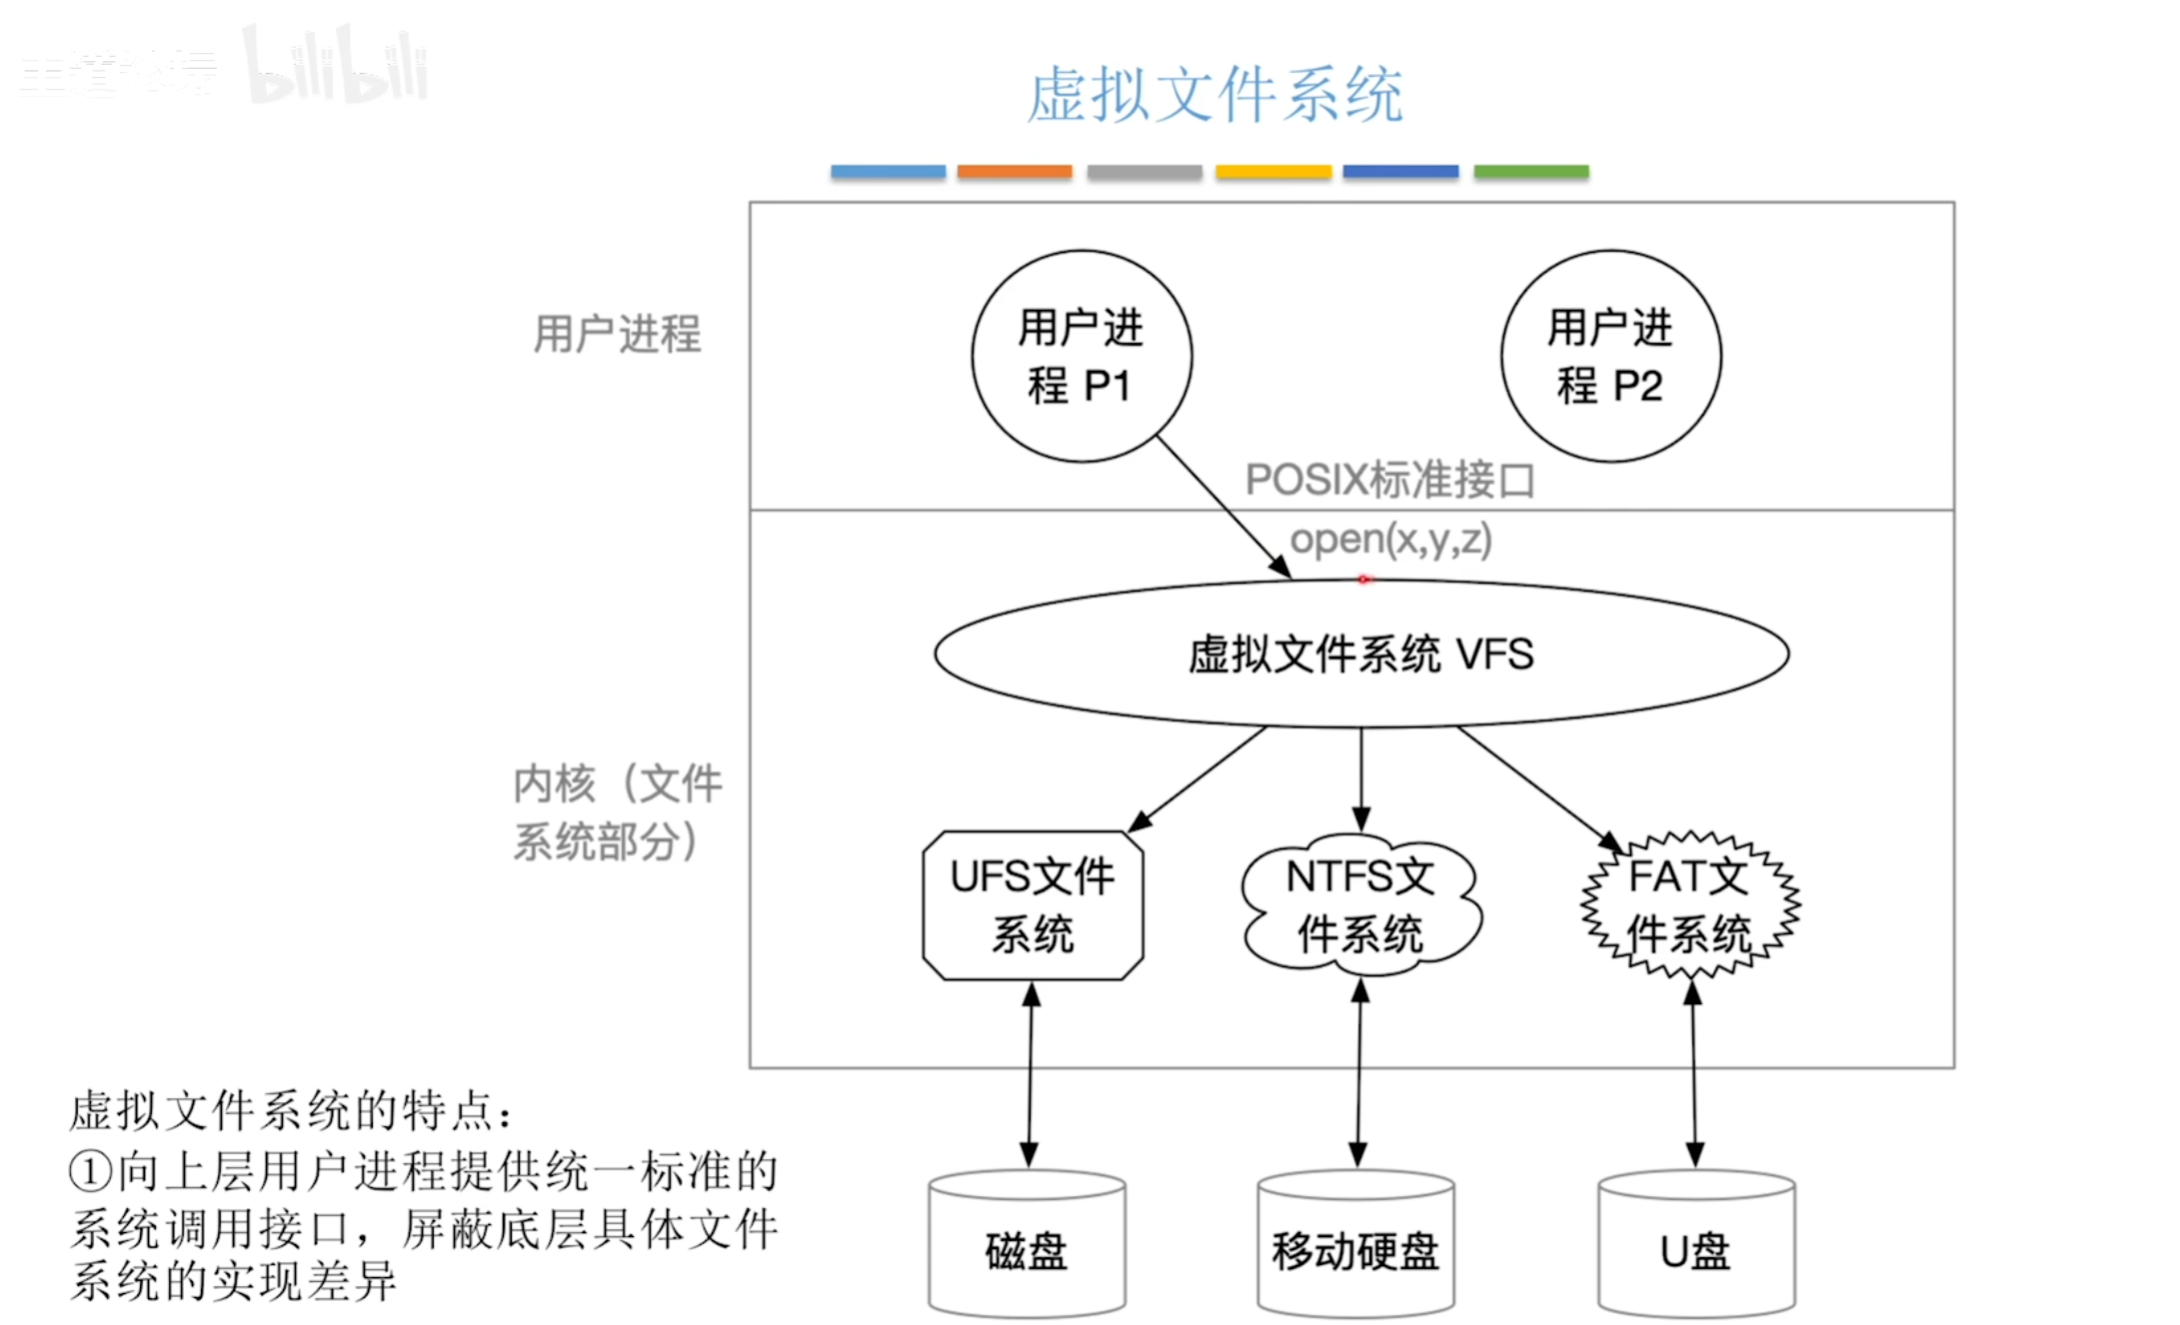 王道论坛 bilibili
虚拟文件系统
用户进程
用户进
程 P1
用户进
程 P2
POSIX标准接口
open(x,y,z)
虚拟文件系统 VFS
内核（文件
系统部分）
UFS文件
系统
NTFS文
件系统
FAT文
件系统
虚拟文件系统的特点：
①向上层用户进程提供统一标准的
系统调用接口，屏蔽底层具体文件
系统的实现差异
磁盘
移动硬盘
U盘